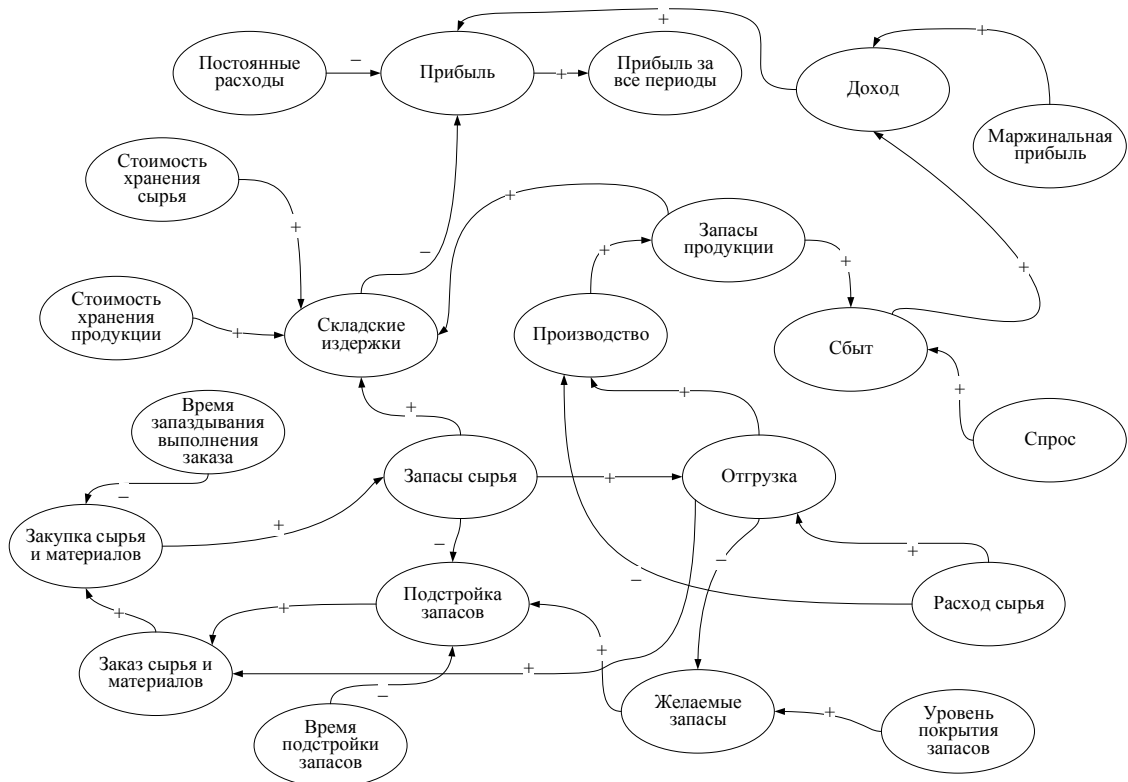 Постоянные
расходы
–
Прибыль
+
Прибыль за
все периоды
+
Доход
+
Маржинальная
прибыль
Стоимость
хранения
сырья
+
–
+
Запасы
продукции
+
+
+
Стоимость
хранения
продукции
+
Складские
издержки
Производство
Сбыт
+
+
+
Время
запаздывания
выполнения
заказа
–
Запасы сырья
+
Отгрузка
Спрос
Закупка сырья
и материалов
+
–
–
+
+
Подстройка
запасов
+
–
Расход сырья
Заказ сырья и
материалов
+
+
–
Время
подстройки
запасов
Желаемые
запасы
+
Уровень
покрытия
запасов